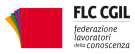 FLC CGIL
federazione
lavoratori
della conoscenza